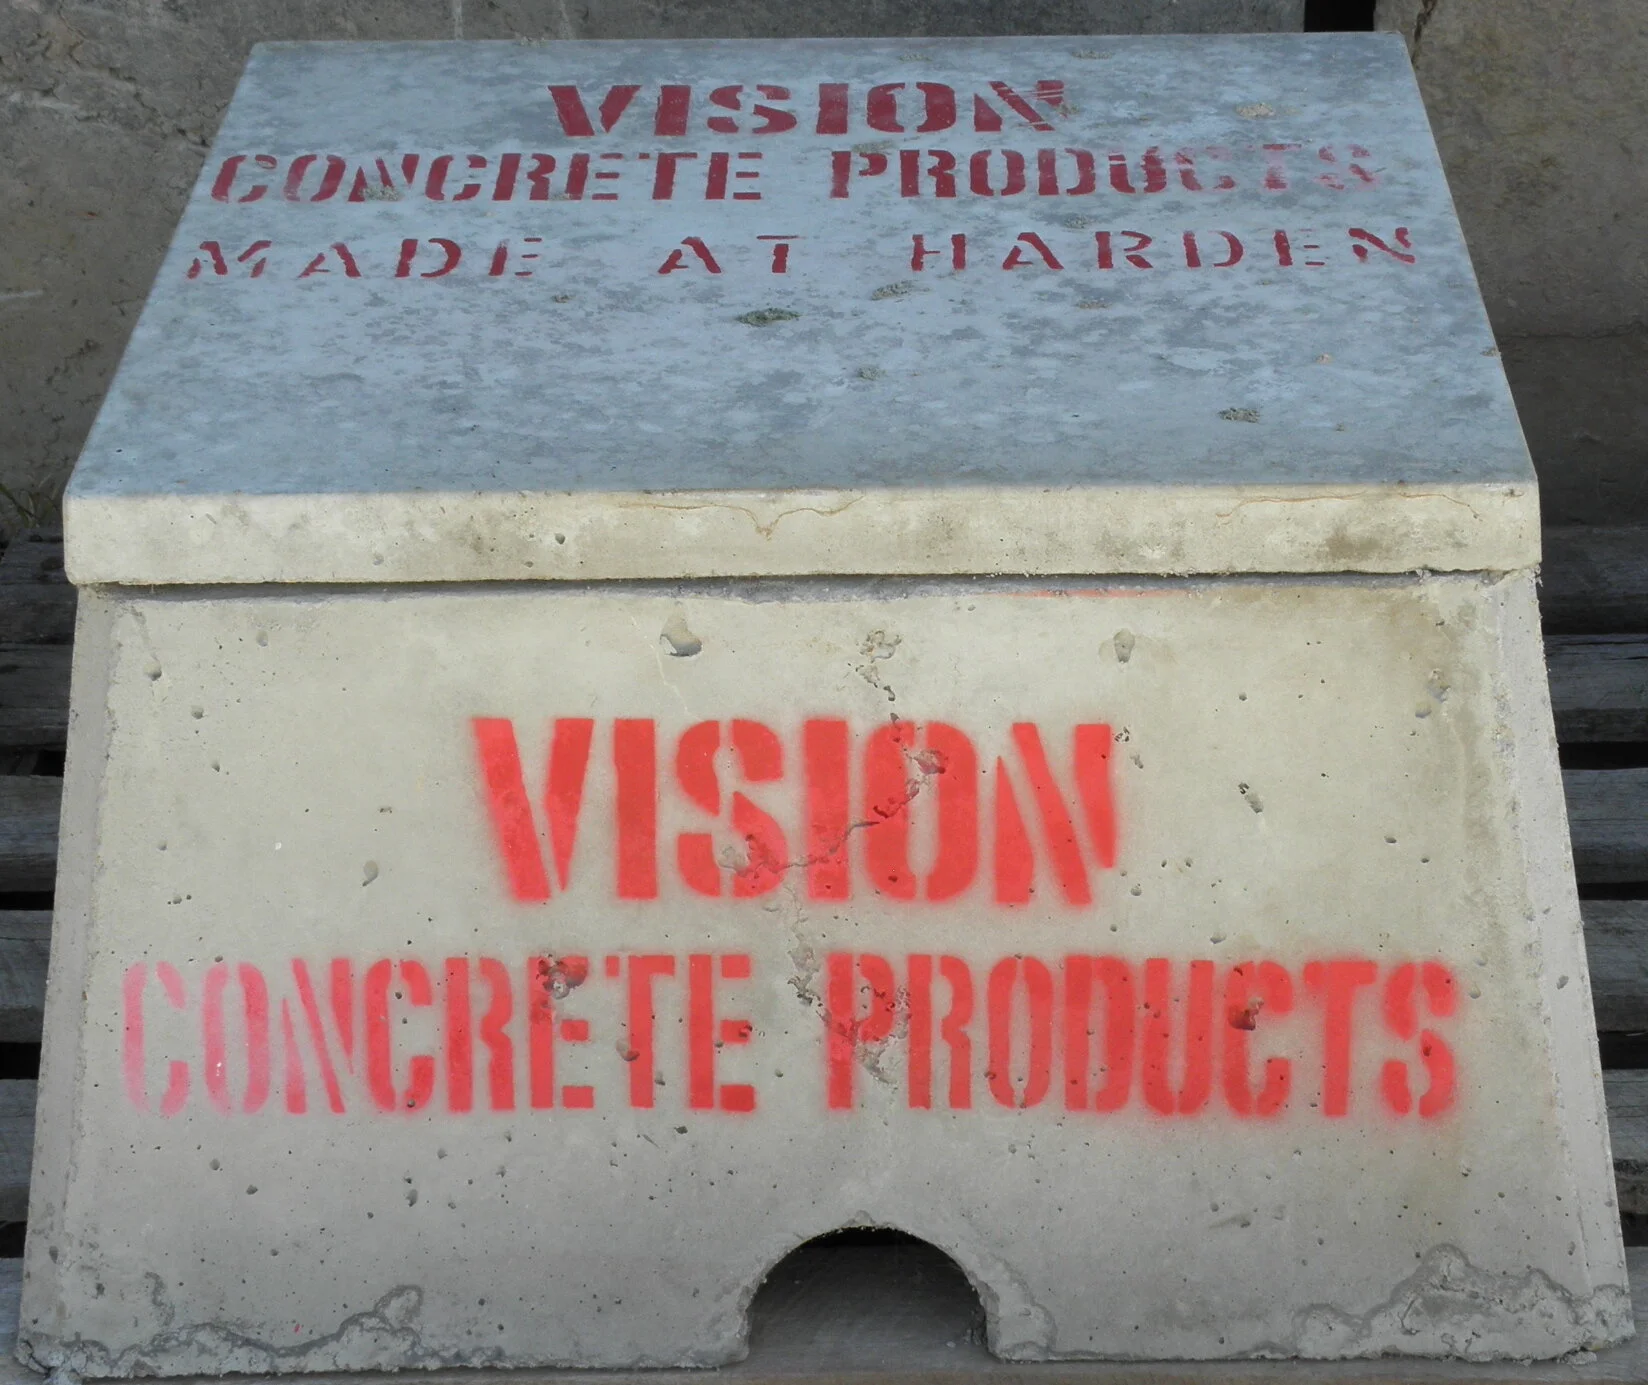 VISION
CONCRETE PRODUCTS
MADE AT HARDEN
VISION
CONCRETE PRODUCTS